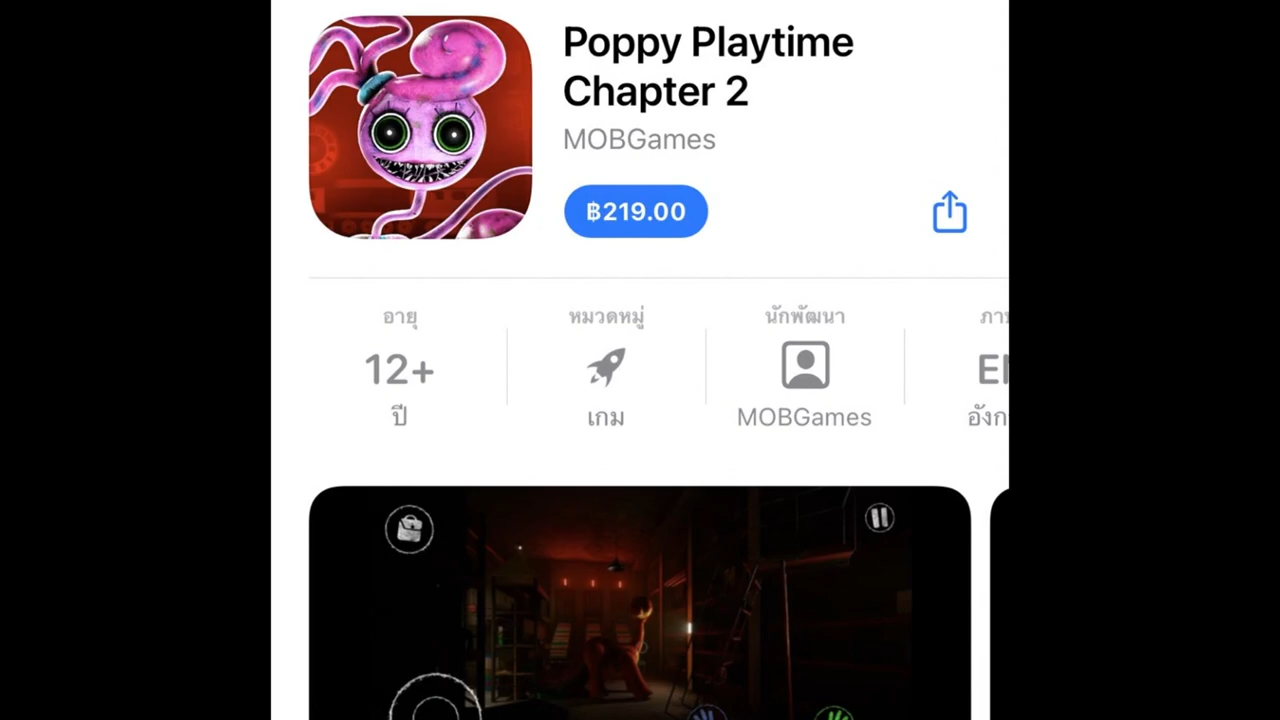 Poppy Playtime
Chapter 2
MOBGames
฿219.00
อายุ
12+
ปี
หมวดหมู่
เกม
นักพัฒนา
MOBGames